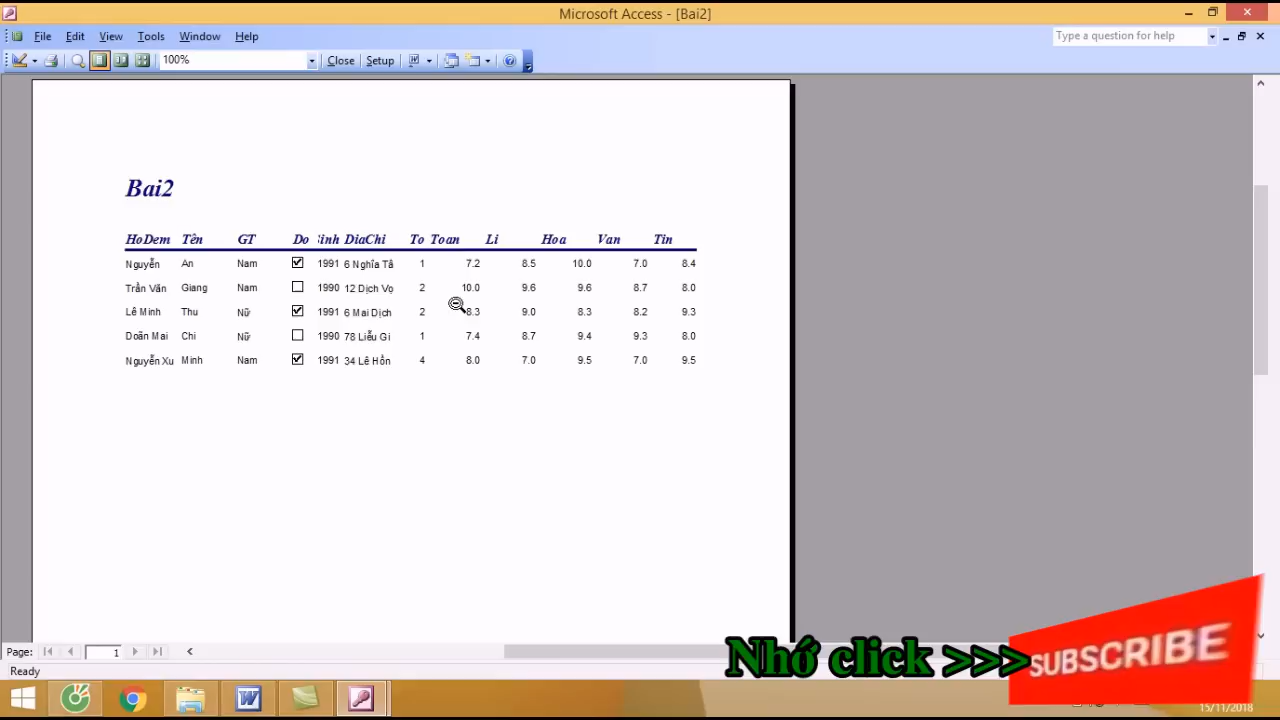 Microsoft Access - [Bai2]
File Edit View Tools Window Help
Type a question for help
100% Close Setup
Bai2
HoDem Tên GT Do Sinh DiaChi To Toan Li Hoa Van Tin
Nguyễn An Nam 1991 6 Nghĩa Tâ 1 7.2 8.5 10.0 7.0 8.4
Trần Văn Giang Nam 1990 12 Dịch Vọ 2 10.0 9.6 9.6 8.7 8.0
Lê Minh Thu Nữ 1991 6 Mai Dịch 2 8.3 9.0 8.3 8.2 9.3
Doãn Mai Chi Nữ 1990 78 Liễu Gi 1 7.4 8.7 9.4 9.3 8.0
Nguyễn Xu Minh Nam 1991 34 Lê Hồn 4 8.0 7.0 9.5 7.0 9.5
Page: 1
Nhớ click >>>
SUBSCRIBE
Ready
15/11/2018